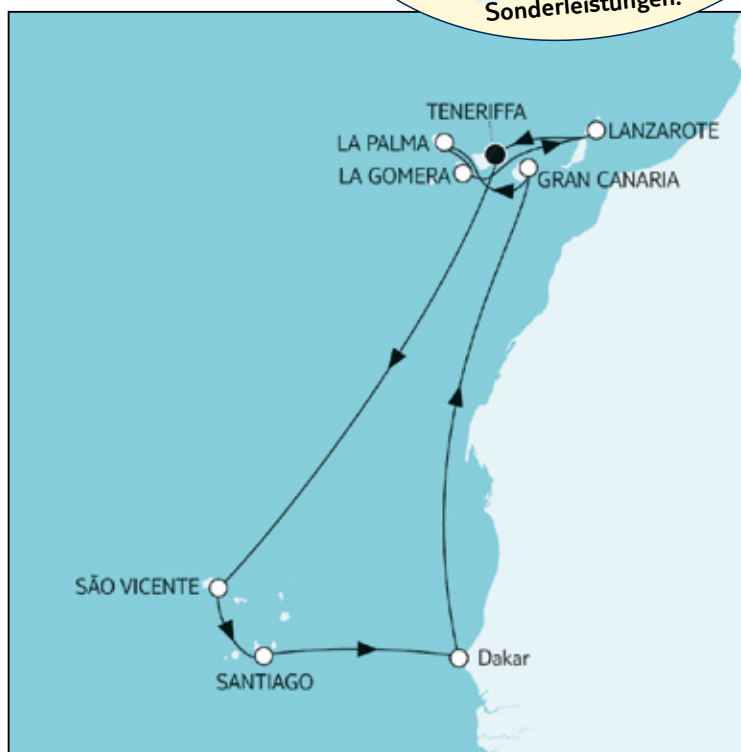 Sonderleistungen.
TENERIFFA
LANZAROTE
LA PALMA
LA GOMERA
GRAN CANARIA
SÃO VICENTE
Dakar
SANTIAGO